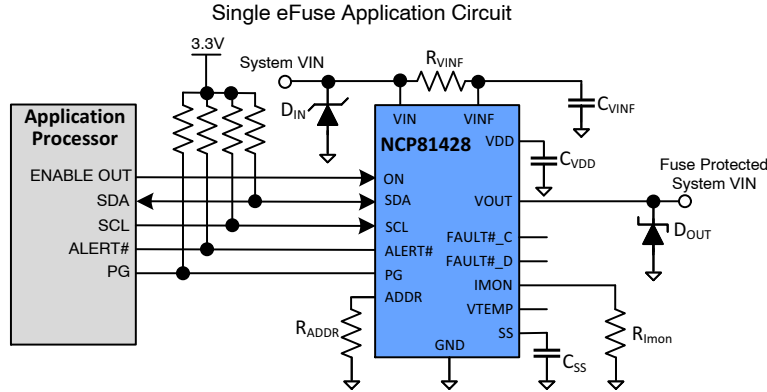 Single eFuse Application Circuit
3.3V
System VIN
RVINF
DIN
CVINF
Application
Processor
VIN
VINF
NCP81428
VDD
CVDD
ENABLE OUT
ON
SDA
SDA
VOUT
Fuse Protected
System VIN
SCL
SCL
DOUT
ALERT#
ALERT#
FAULT#_C
PG
PG
FAULT#_D
ADDR
IMON
RADDR
VTEMP
RImon
SS
GND
CSS